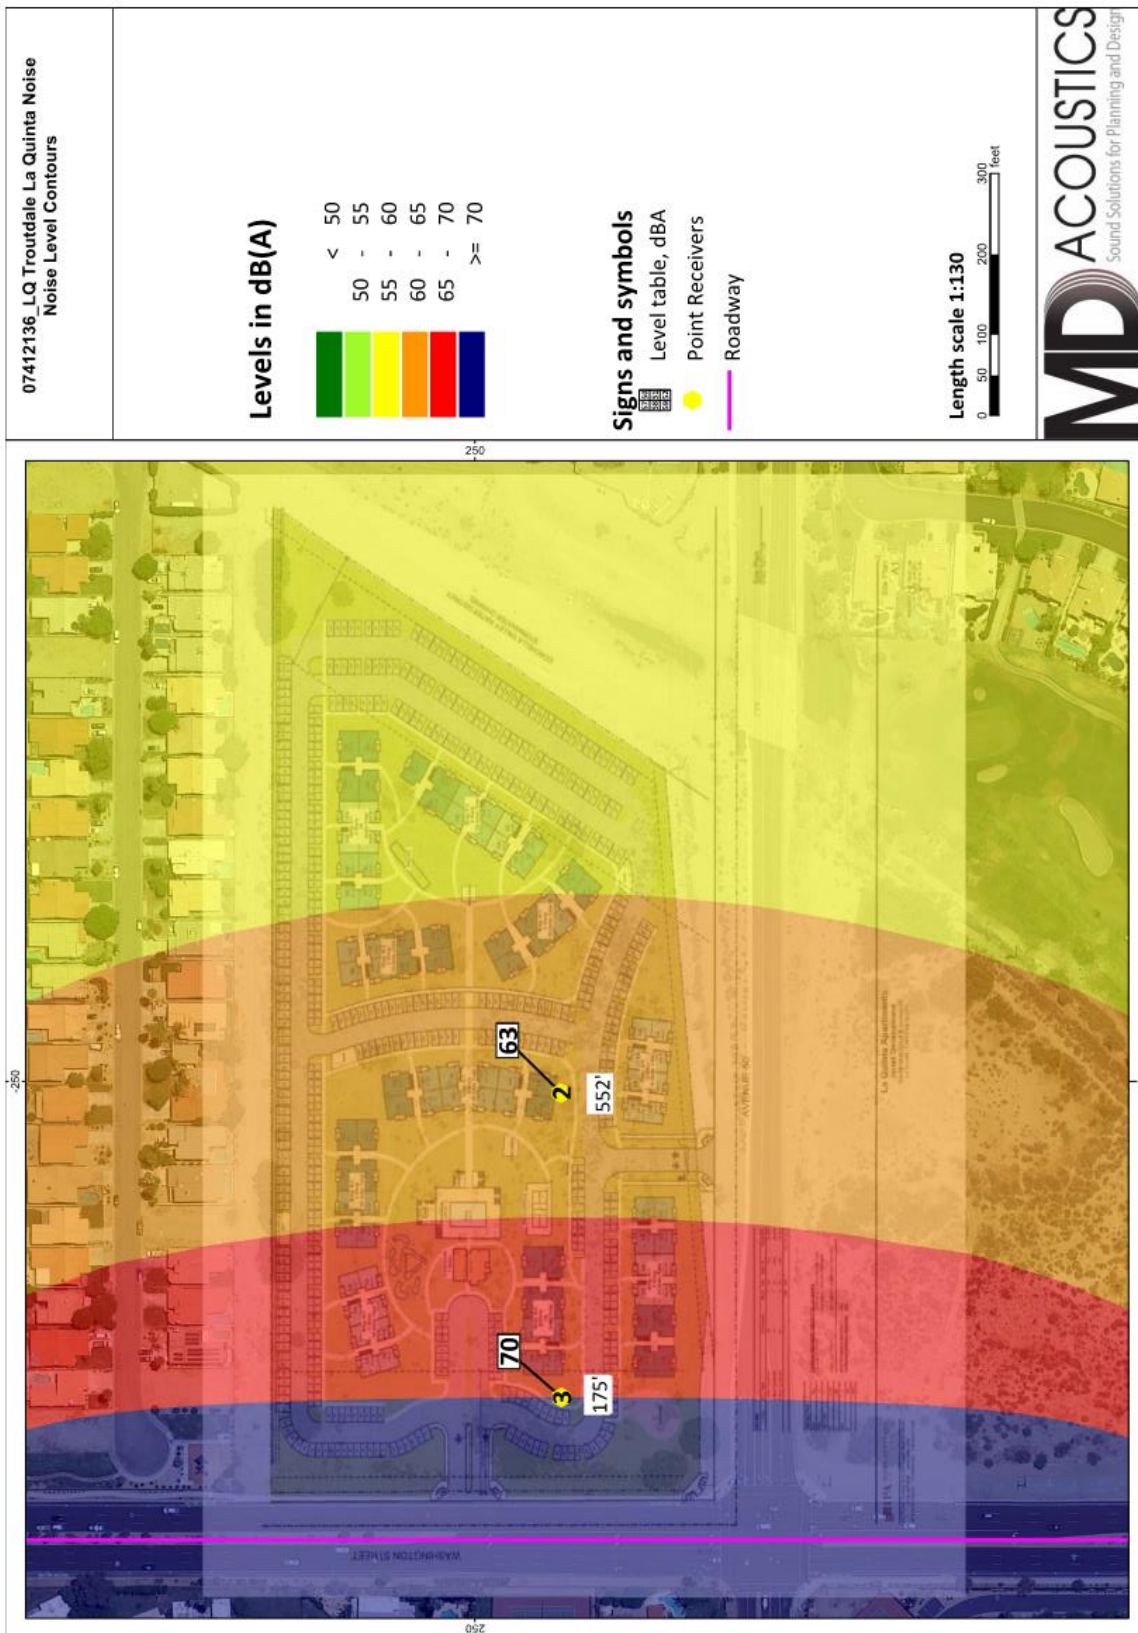 07412136_LQ Troutdale La Quinta Noise
Noise Level Contours
Levels in dB(A)
< 50
50 - 55
55 - 60
60 - 65
65 - 70
>= 70
Signs and symbols
Level table, dBA
Point Receivers
Roadway
Length scale 1:130
0 50 100 200 300
feet
MD ACOUSTICS
Sound Solutions for Planning and Design
250
-250
250
63
2
552'
70
3
175'
WASHINGTON STREET
La Quinta Apartments